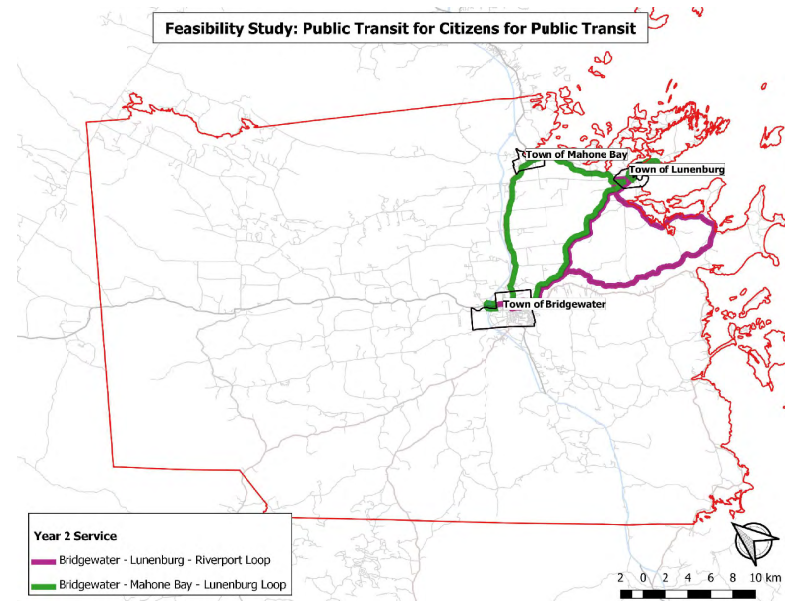 Feasibility Study: Public Transit for Citizens for Public Transit
Town of Mahone Bay
Town of Lunenburg
Town of Bridgewater
Year 2 Service
Bridgewater - Lunenburg - Riverport Loop
Bridgewater - Mahone Bay - Lunenburg Loop
2 0 2 4 6 8 10 km